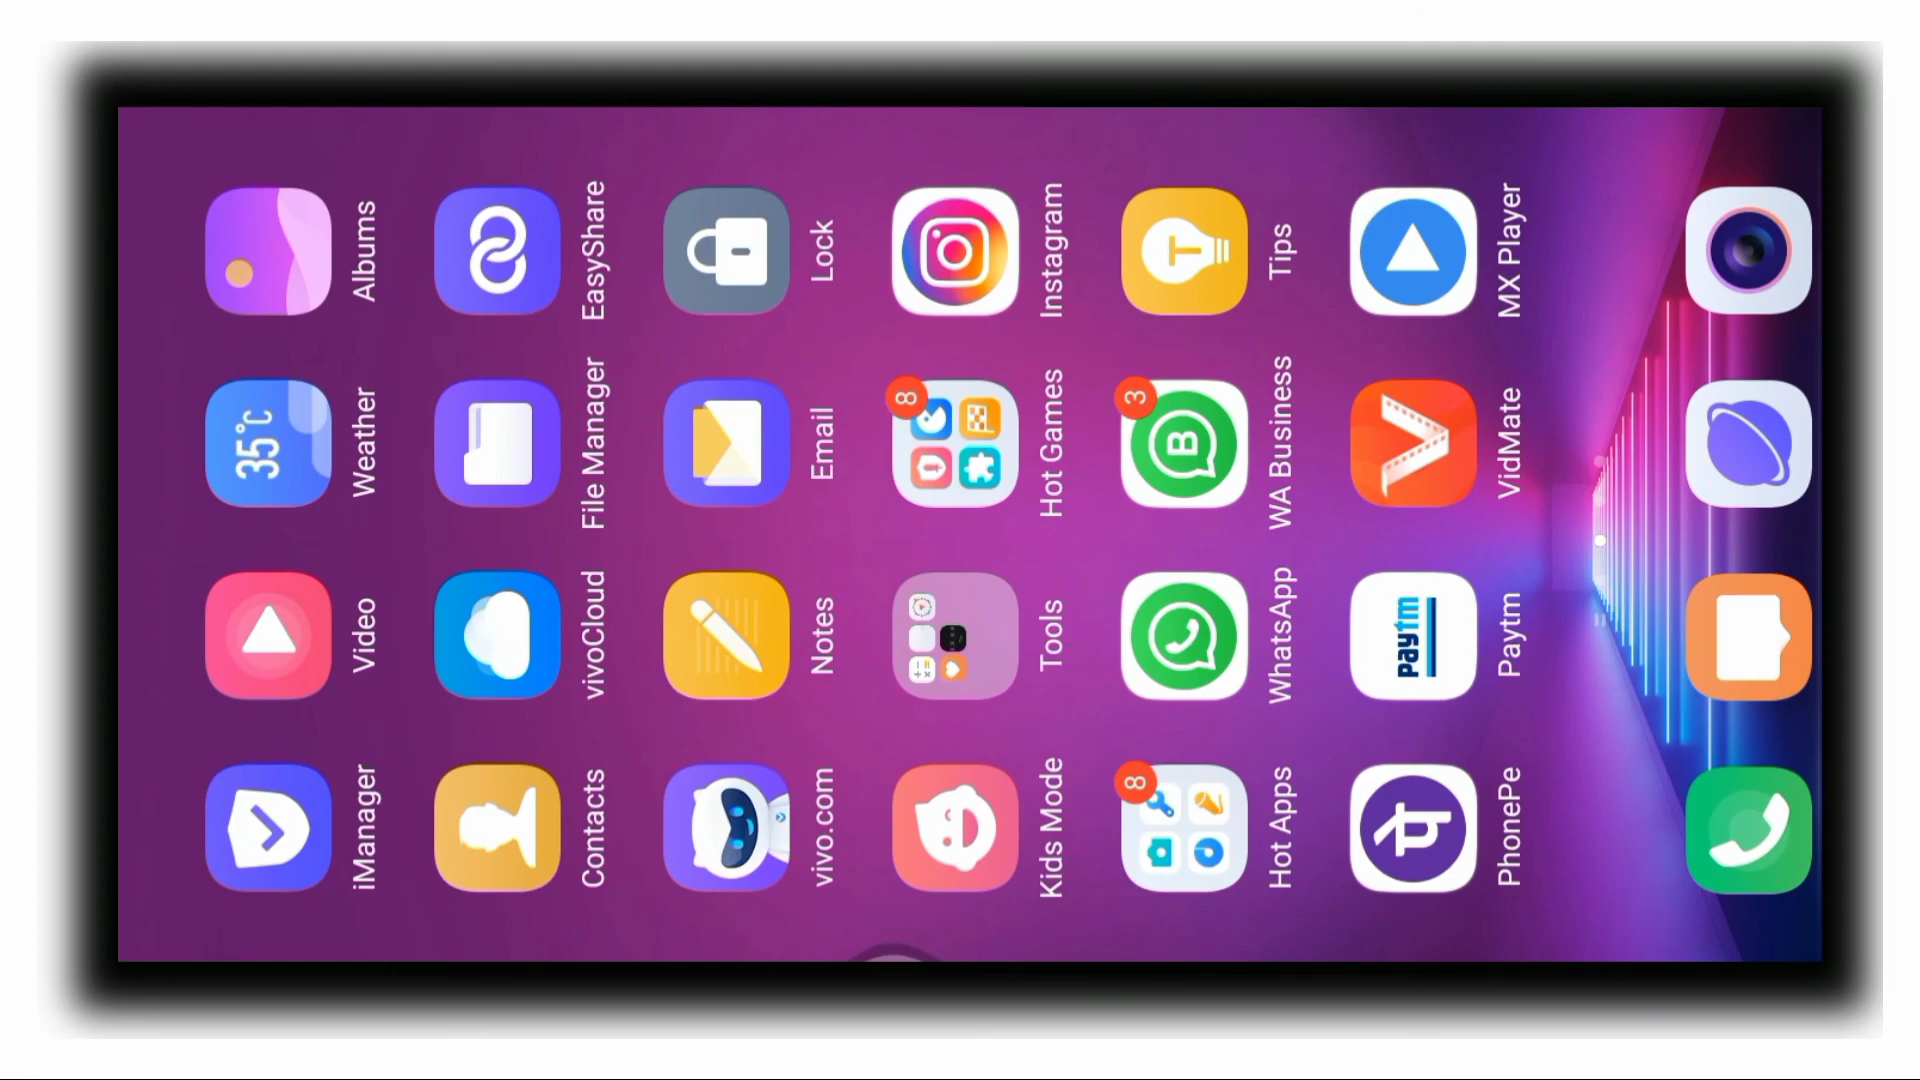 35°C
iManager Video Weather Albums
Contacts vivoCloud File Manager EasyShare
vivo.com Notes Email Lock
8
Kids Mode Tools Hot Games Instagram
8 3
B T
Hot Apps WhatsApp WA Business Tips
पे paytm
PhonePe Paytm VidMate MX Player